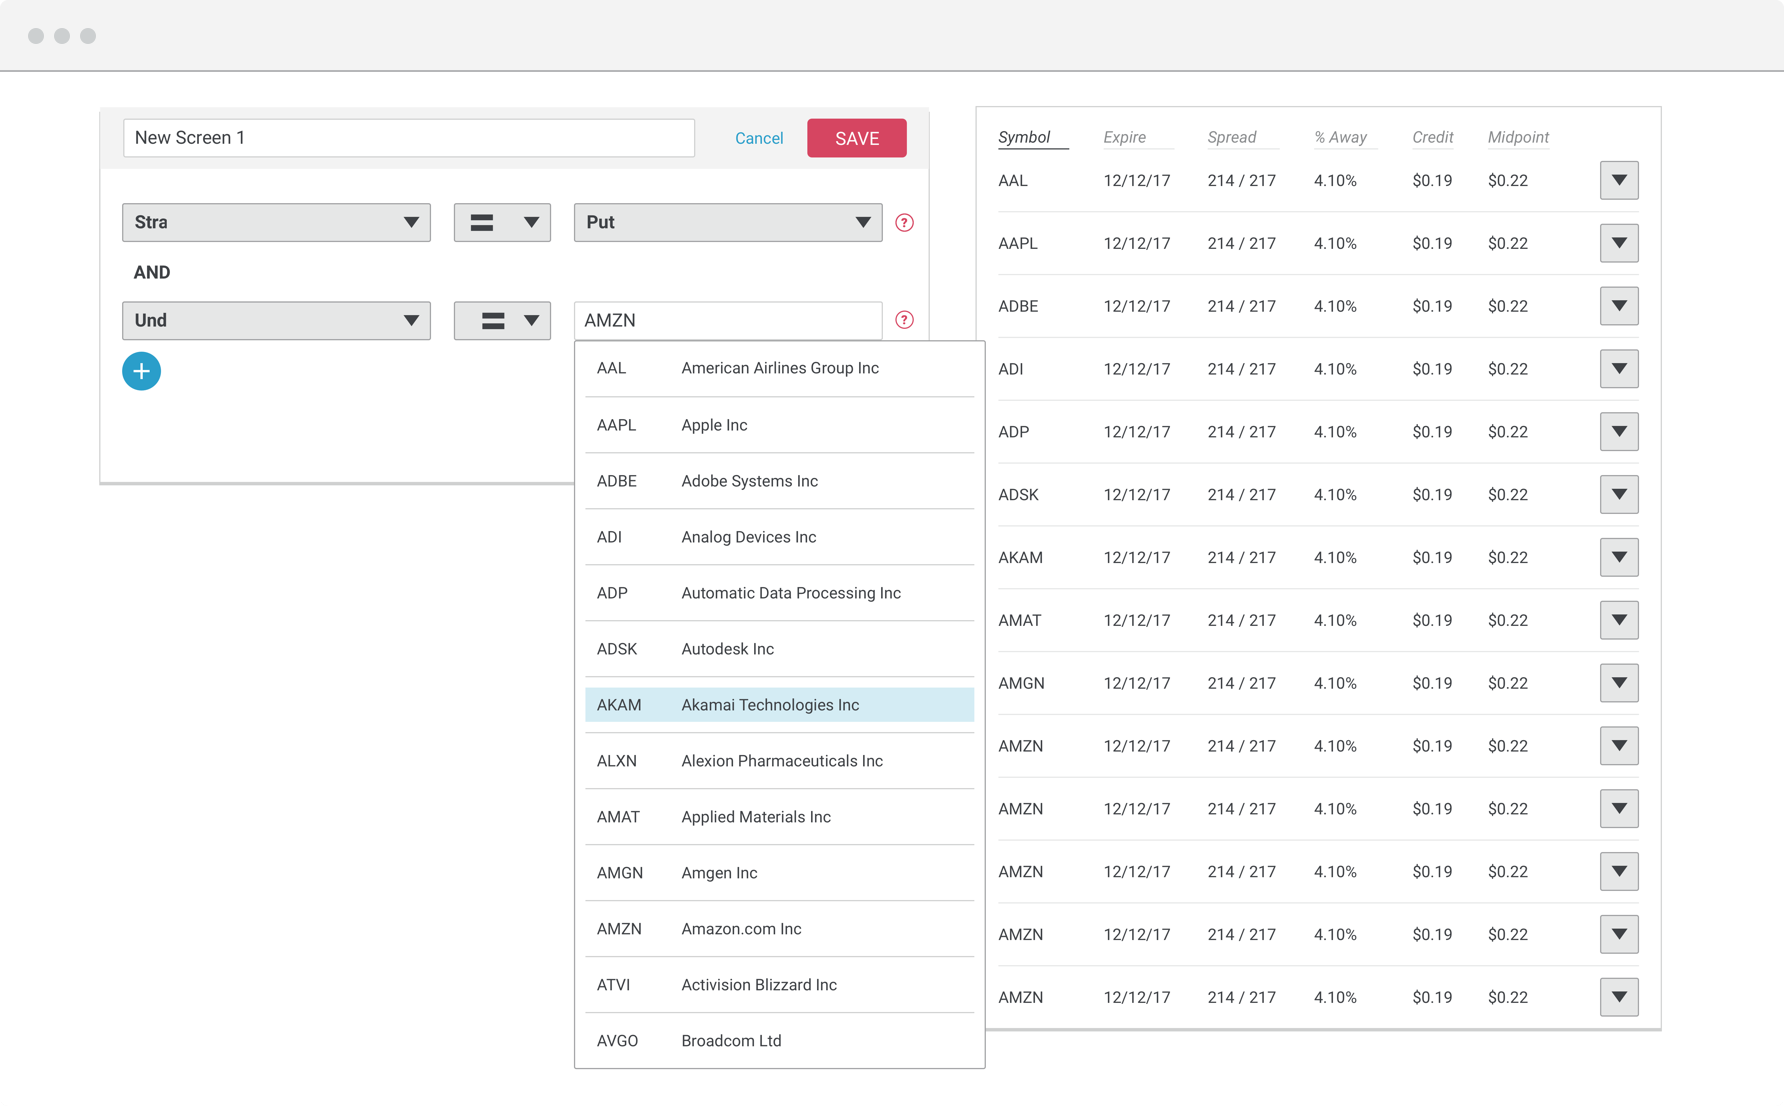 New Screen 1
Cancel
SAVE
Stra
=
Put
?
AND
Und
=
AMZN
?
+
AAL American Airlines Group Inc
AAPL Apple Inc
ADBE Adobe Systems Inc
ADI Analog Devices Inc
ADP Automatic Data Processing Inc
ADSK Autodesk Inc
AKAM Akamai Technologies Inc
ALXN Alexion Pharmaceuticals Inc
AMAT Applied Materials Inc
AMGN Amgen Inc
AMZN Amazon.com Inc
ATVI Activision Blizzard Inc
AVGO Broadcom Ltd
Symbol Expire Spread % Away Credit Midpoint
AAL 12/12/17 214 / 217 4.10% $0.19 $0.22
AAPL 12/12/17 214 / 217 4.10% $0.19 $0.22
ADBE 12/12/17 214 / 217 4.10% $0.19 $0.22
ADI 12/12/17 214 / 217 4.10% $0.19 $0.22
ADP 12/12/17 214 / 217 4.10% $0.19 $0.22
ADSK 12/12/17 214 / 217 4.10% $0.19 $0.22
AKAM 12/12/17 214 / 217 4.10% $0.19 $0.22
AMAT 12/12/17 214 / 217 4.10% $0.19 $0.22
AMGN 12/12/17 214 / 217 4.10% $0.19 $0.22
AMZN 12/12/17 214 / 217 4.10% $0.19 $0.22
AMZN 12/12/17 214 / 217 4.10% $0.19 $0.22
AMZN 12/12/17 214 / 217 4.10% $0.19 $0.22
AMZN 12/12/17 214 / 217 4.10% $0.19 $0.22
AMZN 12/12/17 214 / 217 4.10% $0.19 $0.22